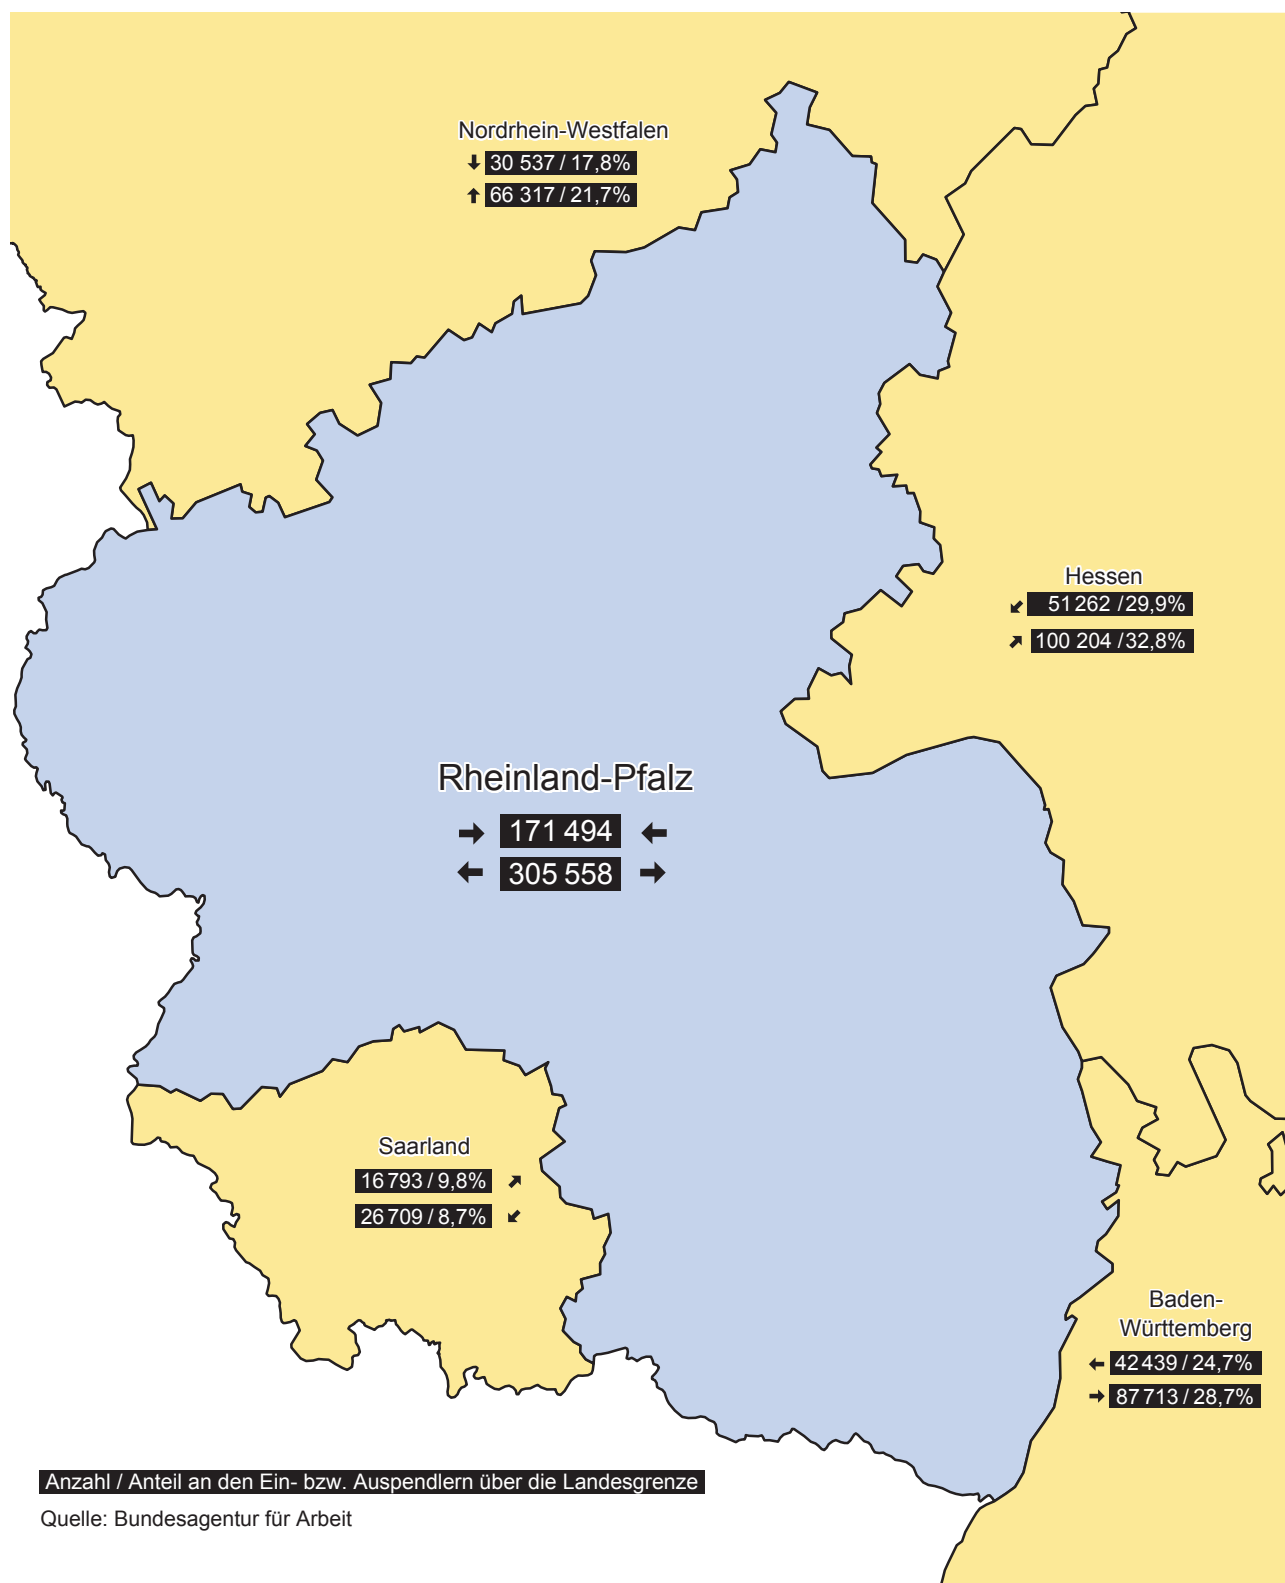 Nordrhein-Westfalen
30 537 / 17,8%
66 317 / 21,7%
Hessen
51 262 / 29,9%
100 204 / 32,8%
Rheinland-Pfalz
171 494
305 558
Saarland
16 793 / 9,8%
26 709 / 8,7%
Baden-
Württemberg
42 439 / 24,7%
87 713 / 28,7%
Anzahl / Anteil an den Ein- bzw. Auspendlern über die Landesgrenze
Quelle: Bundesagentur für Arbeit